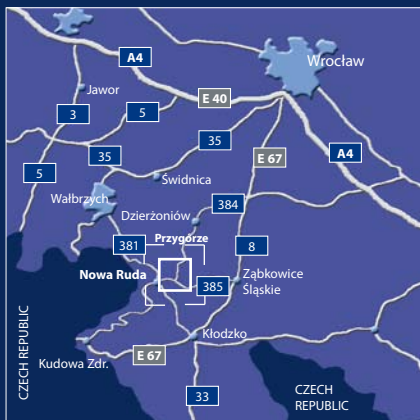 A4
Wrocław
Jawor
E 40
3
5
35
A4
35
E 67
5
Świdnica
Wałbrzych
384
Dzierżoniów
381
Przygórze
8
Nowa Ruda
385
Ząbkowice
Śląskie
CZECH REPUBLIC
Kłodzko
Kudowa Zdr.
E 67
CZECH
REPUBLIC
33